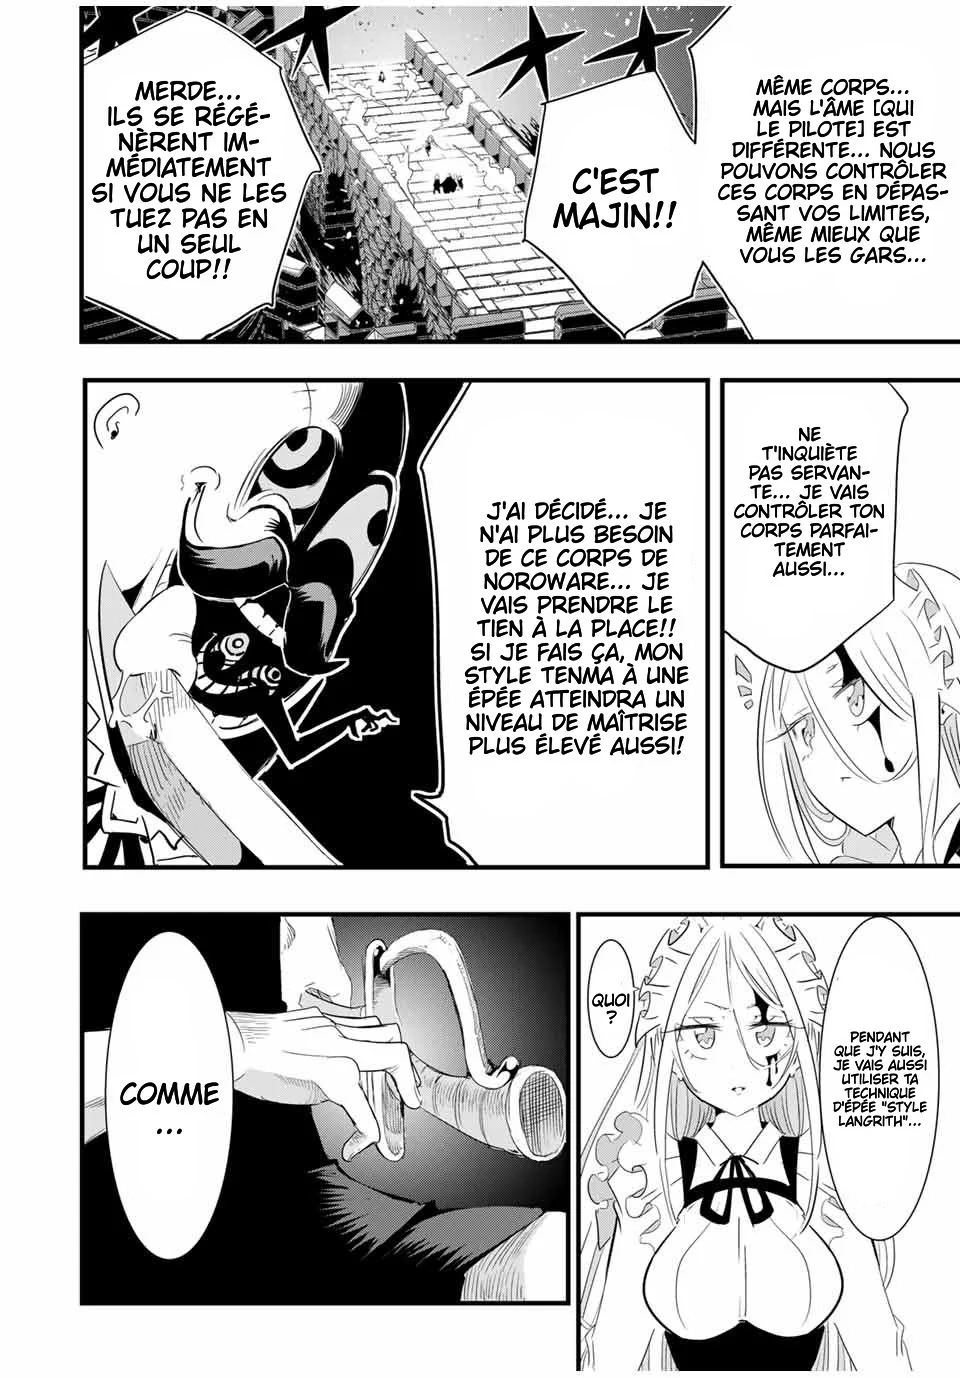 MÊME CORPS...
MAIS L'ÂME [QUI
LE PILOTE] EST
DIFFÉRENTE... NOUS
POUVONS CONTRÔLER
CES CORPS EN DÉPAS-
SANT VOS LIMITES,
MÊME MIEUX QUE
VOUS LES GARS...
C'EST
MAJIN!!
MERDE...
ILS SE RÉGÉ-
NÈRENT IM-
MÉDIATEMENT
SI VOUS NE LES
TUEZ PAS EN
UN SEUL
COUP!!
NE
T'INQUIÈTE
PAS SERVAN-
TE... JE VAIS
CONTRÔLER TON
CORPS PARFAI-
TEMENT
AUSSI...
J'AI DÉCIDÉ... JE
N'AI PLUS BESOIN
DE CE CORPS DE
NOROWARE... JE
VAIS PRENDRE LE
TIEN À LA PLACE!!
SI JE FAIS ÇA, MON
STYLE TENMA À UNE
ÉPÉE ATTEINDRA UN
NIVEAU DE MAÎTRISE
PLUS ÉLEVÉ AUSSI!
PENDANT
QUE J'Y SUIS,
JE VAIS AUSSI
UTILISER TA
TECHNIQUE
D'ÉPÉE "STYLE
LANGRITH"...
QUOI
?
COMME
...